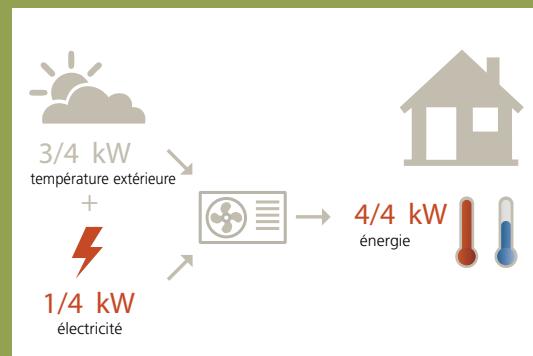 3/4 kW
température extérieure
+
1/4 kW
électricité
4/4 kW
énergie